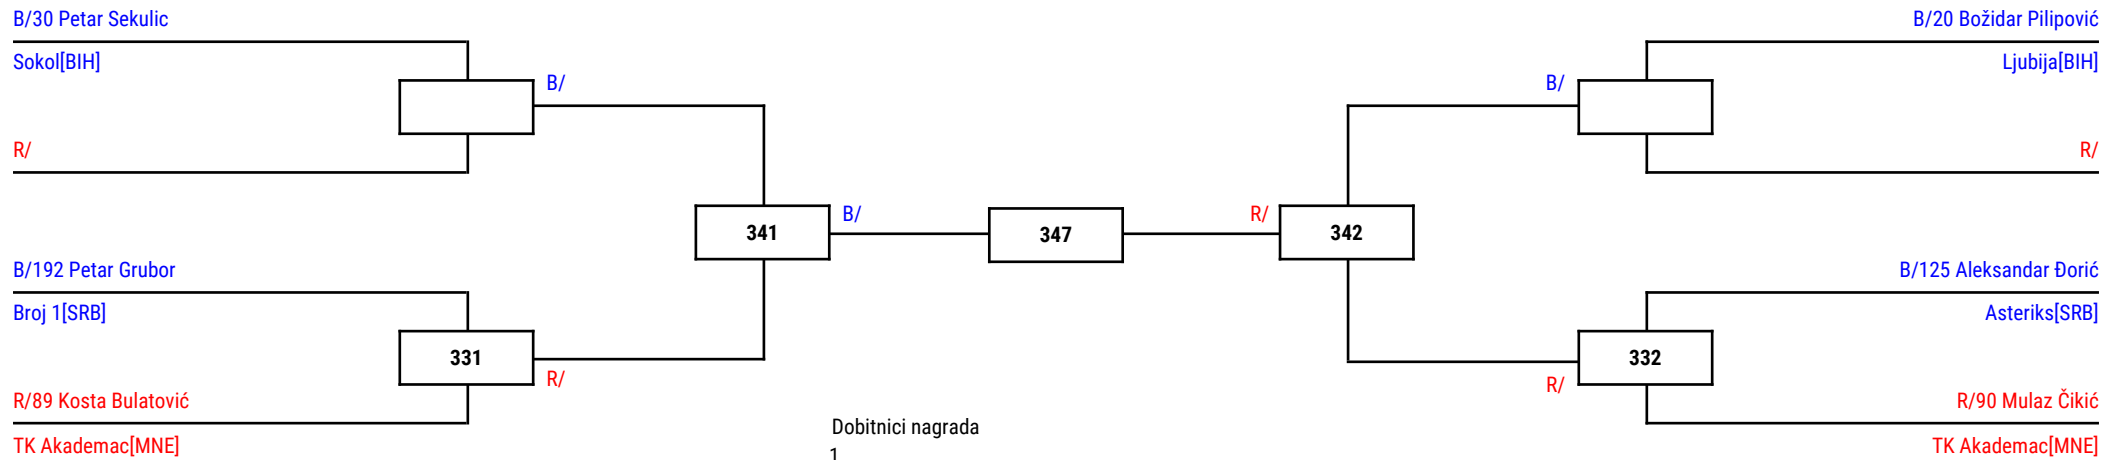 B/30 Petar Sekulic
B/20 Božidar Pilipović
Sokol[BIH]
Ljubija[BIH]
B/
B/
R/
R/
B/
R/
341
347
342
B/192 Petar Grubor
B/125 Aleksandar Đorić
Broj 1[SRB]
Asteriks[SRB]
331
332
R/
R/
R/89 Kosta Bulatović
R/90 Mulaz Čikić
Dobitnici nagrada
TK Akademac[MNE]
TK Akademac[MNE]
1